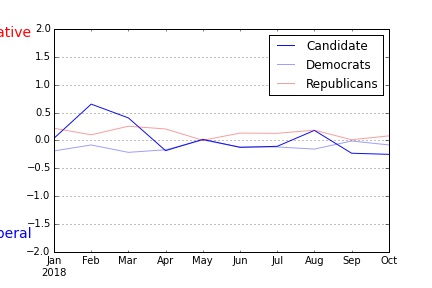 ative
2.0
1.5
1.0
0.5
0.0
−0.5
−1.0
−1.5
−2.0
beral
Candidate
Democrats
Republicans
Jan Feb Mar Apr May Jun Jul Aug Sep Oct
2018